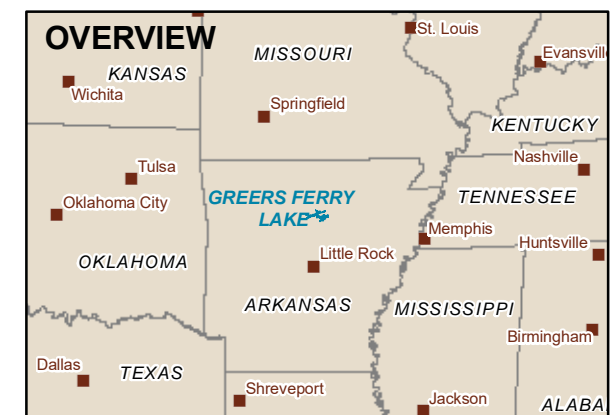 OVERVIEW
St. Louis
MISSOURI
Evansvill
KANSAS
Wichita
Springfield
KENTUCKY
Nashville
Tulsa
GREERS FERRY
LAKE
TENNESSEE
Oklahoma City
Memphis
Huntsville
Little Rock
OKLAHOMA
ARKANSAS
MISSISSIPPI
Birmingham
Dallas
TEXAS
Shreveport
Jackson
ALABA